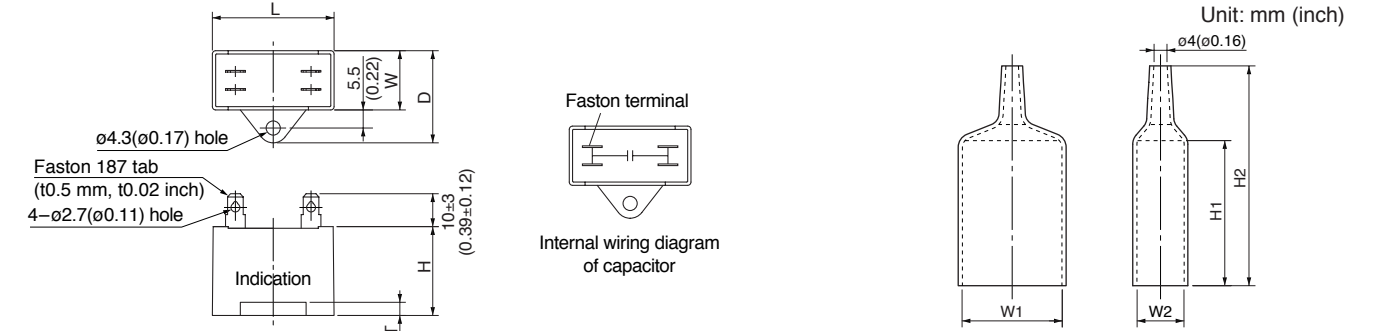 Unit: mm (inch)
L
5.5
(0.22)
W
D
ø4.3(ø0.17) hole
Faston 187 tab
(t0.5 mm, t0.02 inch)
4–ø2.7(ø0.11) hole
10±3
(0.39±0.12)
H
Indication
T
Faston terminal
Internal wiring diagram
of capacitor
ø4(ø0.16)
H1
H2
W1
W2